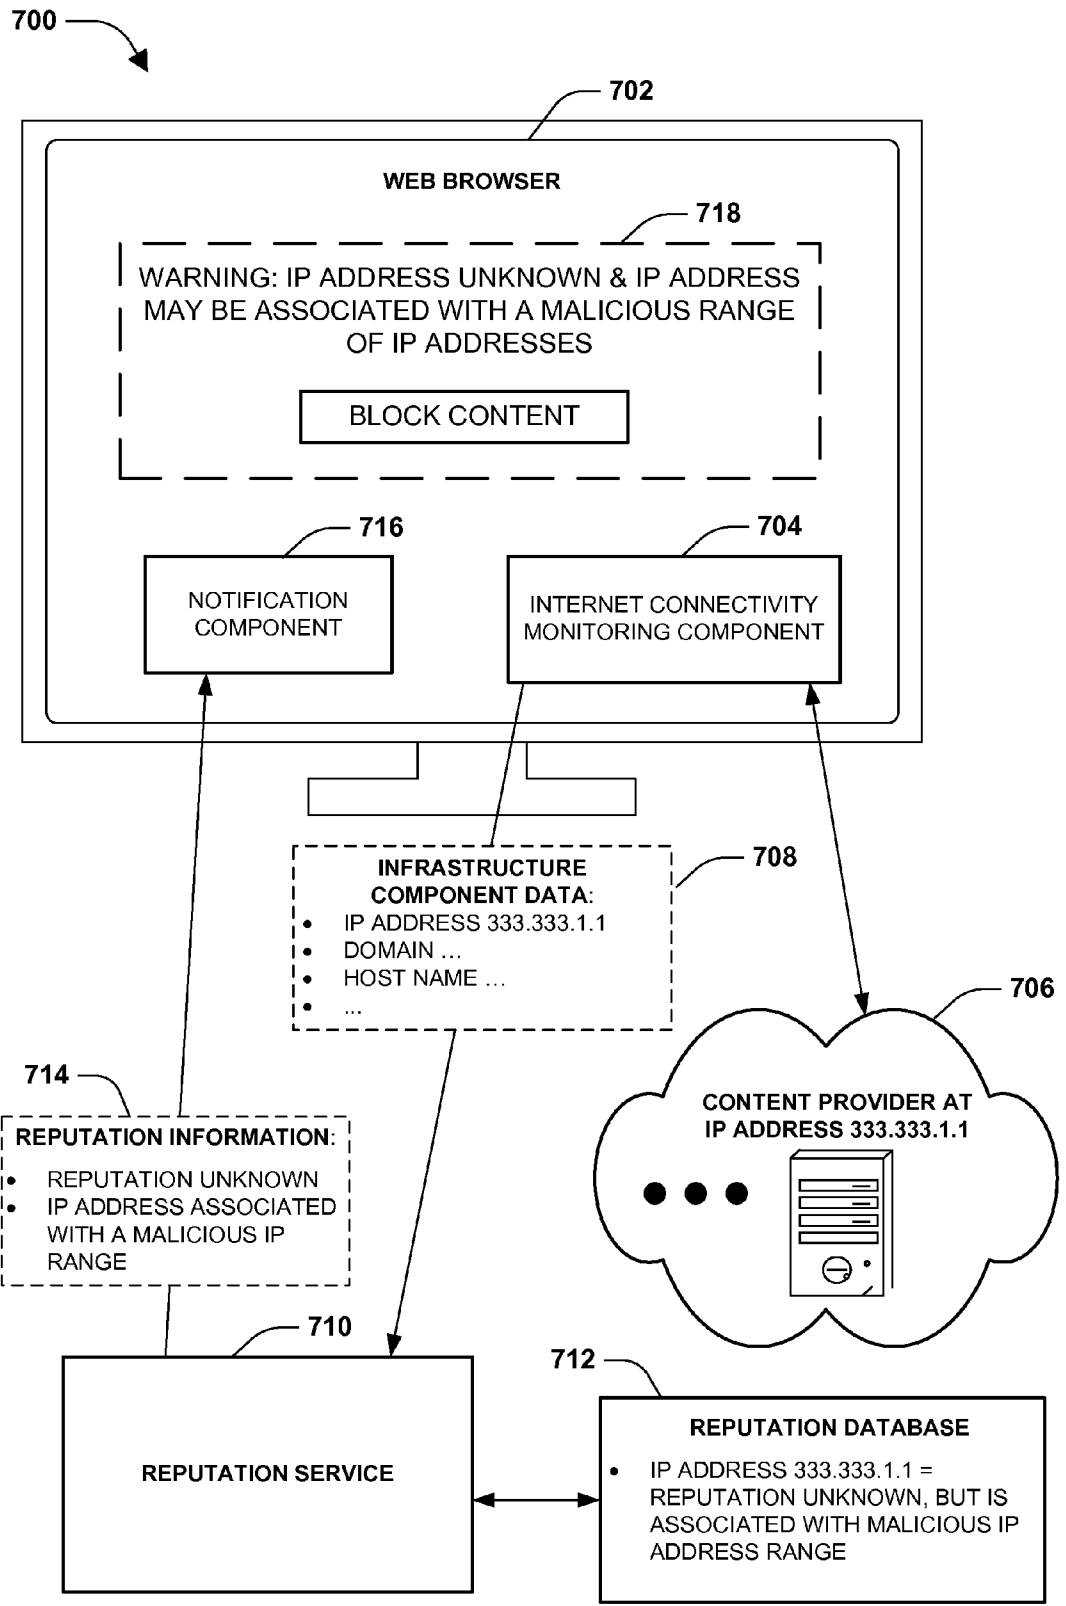 700
702
WEB BROWSER
718
WARNING: IP ADDRESS UNKNOWN & IP ADDRESS
MAY BE ASSOCIATED WITH A MALICIOUS RANGE
OF IP ADDRESSES
BLOCK CONTENT
716
704
NOTIFICATION
COMPONENT
INTERNET CONNECTIVITY
MONITORING COMPONENT
708
INFRASTRUCTURE
COMPONENT DATA:
• IP ADDRESS 333.333.1.1
• DOMAIN ...
• HOST NAME ...
• ...
706
CONTENT PROVIDER AT
IP ADDRESS 333.333.1.1
714
REPUTATION INFORMATION:
• REPUTATION UNKNOWN
• IP ADDRESS ASSOCIATED
WITH A MALICIOUS IP
RANGE
710
REPUTATION SERVICE
712
REPUTATION DATABASE
• IP ADDRESS 333.333.1.1 =
REPUTATION UNKNOWN, BUT IS
ASSOCIATED WITH MALICIOUS IP
ADDRESS RANGE